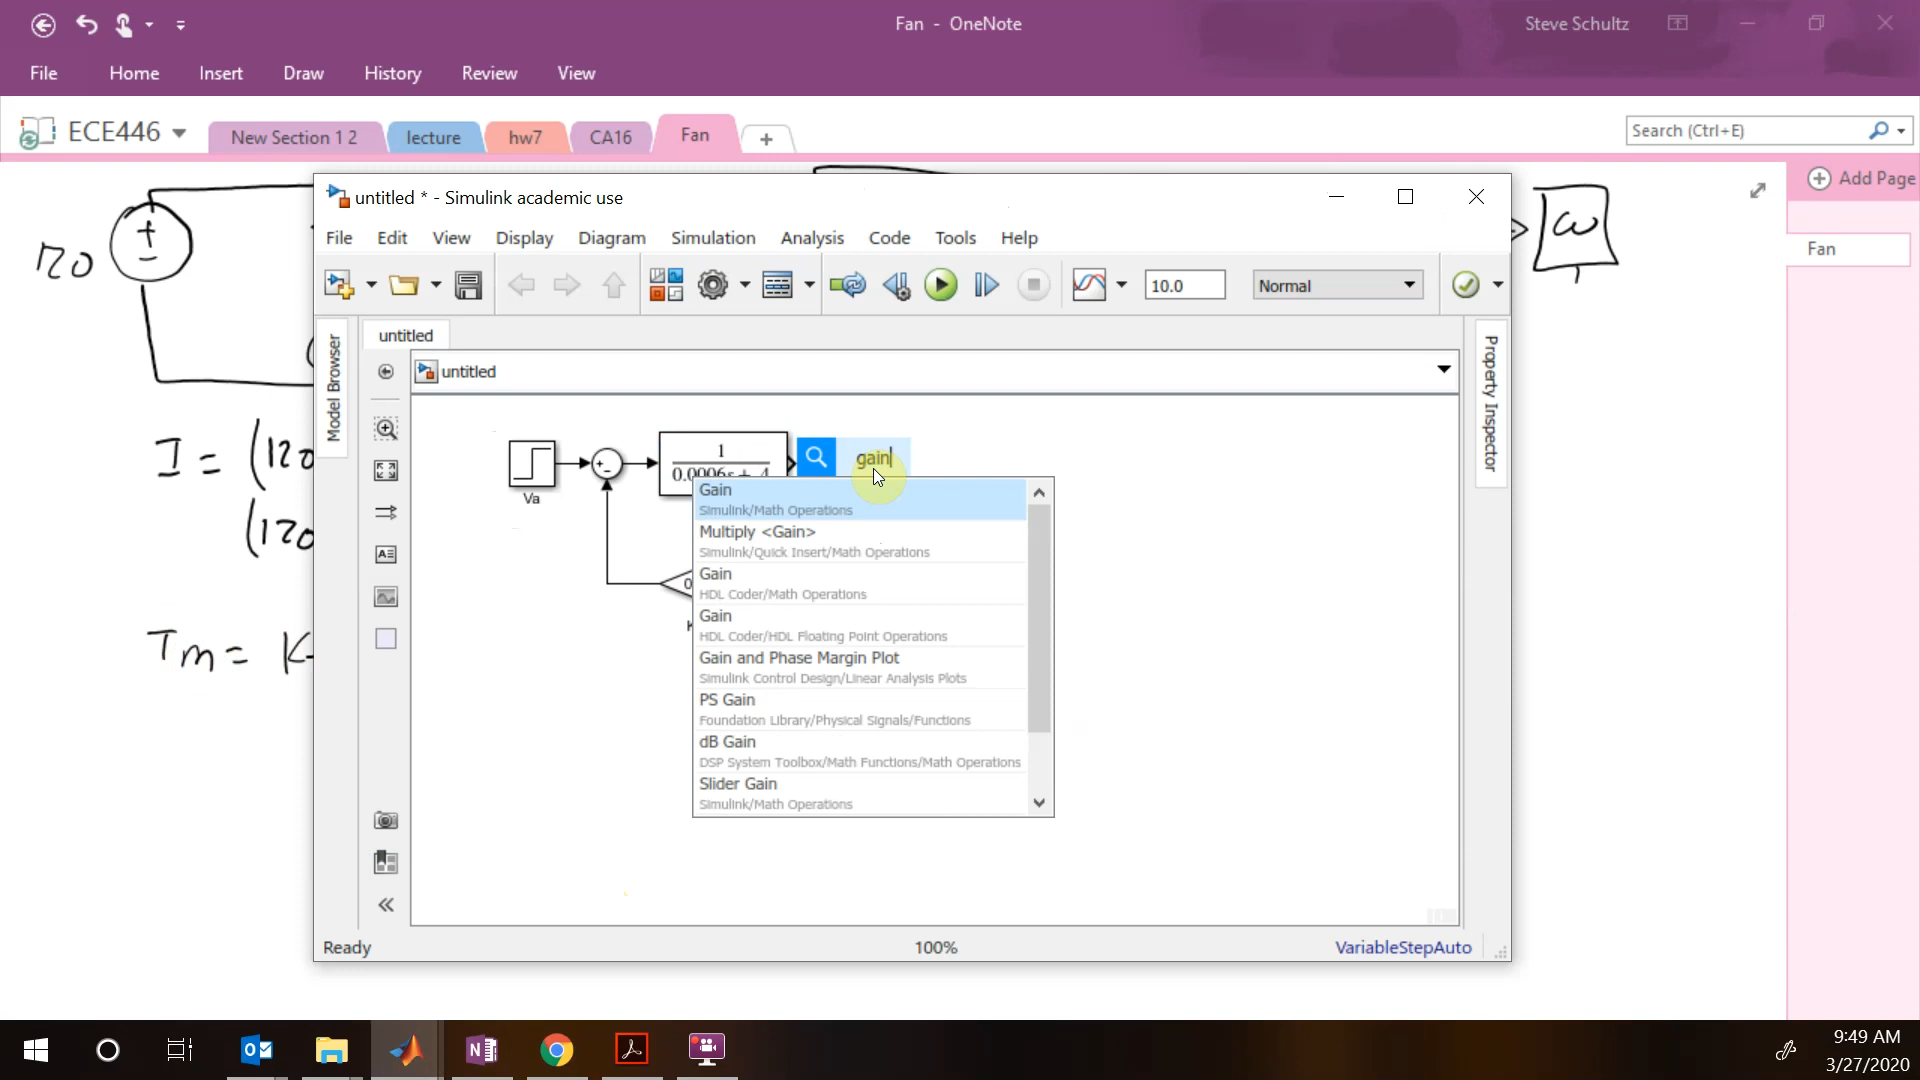 Fan - OneNote
Steve Schultz
File Home Insert Draw History Review View
ECE446
New Section 1 2
lecture
hw7
CA16
Fan
Search (Ctrl+E)
Add Page
Fan
120
+
-
ω
I = (120
(120
Tm = K
untitled * - Simulink academic use
File Edit View Display Diagram Simulation Analysis Code Tools Help
10.0
Normal
Model Browser
untitled
untitled
Property Inspector
Va
+
-
1
gain
Gain
Simulink/Math Operations
Multiply <Gain>
Simulink/Quick Insert/Math Operations
Gain
HDL Coder/Math Operations
Gain
HDL Coder/HDL Floating Point Operations
Gain and Phase Margin Plot
Simulink Control Design/Linear Analysis Plots
PS Gain
Foundation Library/Physical Signals/Functions
dB Gain
DSP System Toolbox/Math Functions/Math Operations
Slider Gain
Simulink/Math Operations
Ready
100%
VariableStepAuto
9:49 AM
3/27/2020